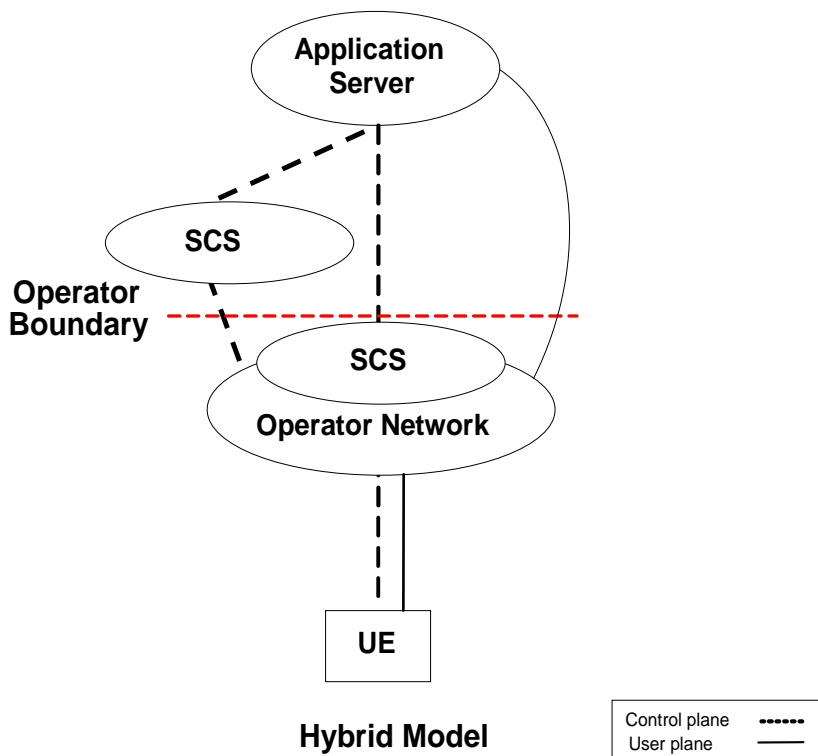 Application
Server
SCS
Operator
Boundary
SCS
Operator Network
UE
Hybrid Model
Control plane
User plane